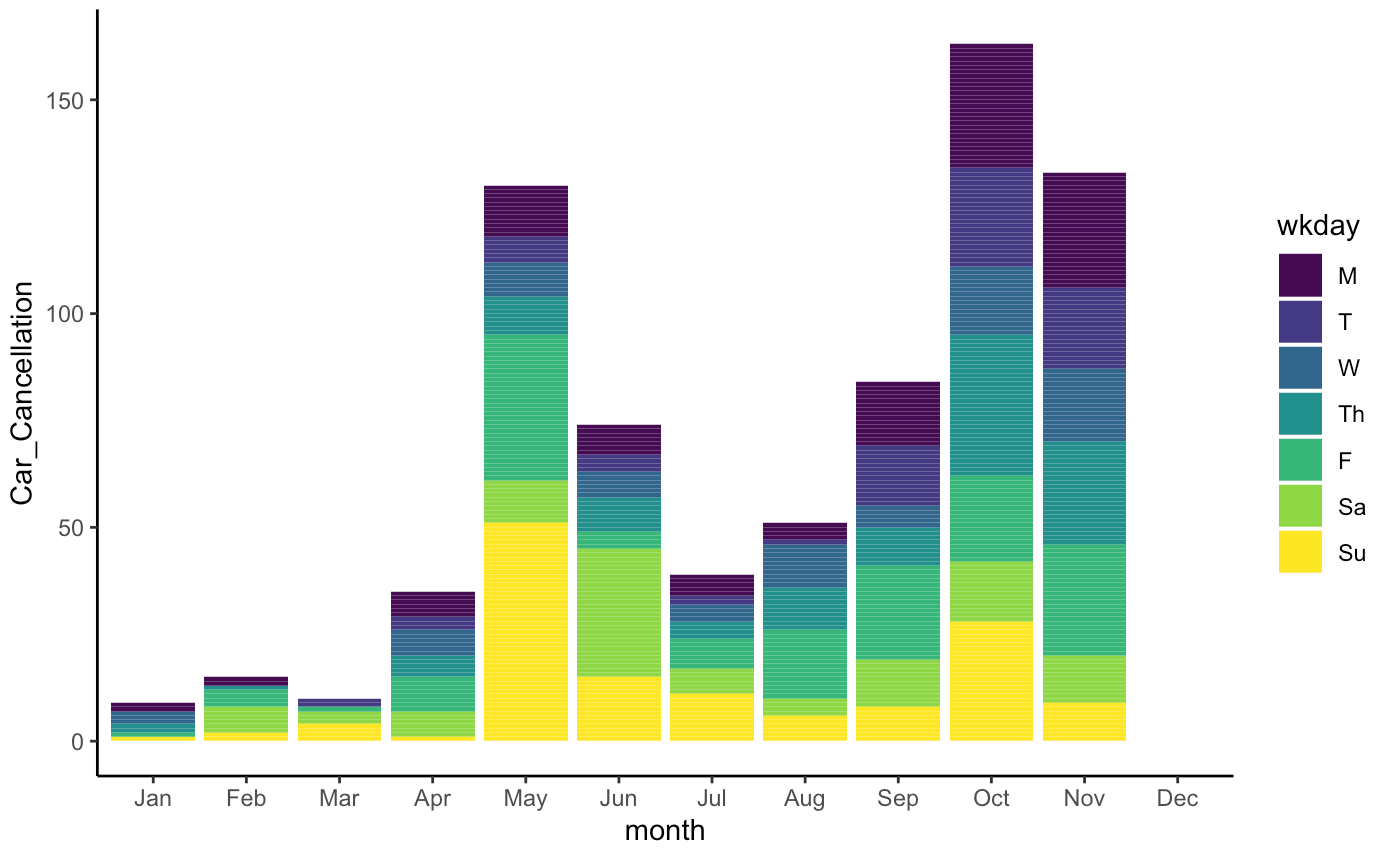 Car_Cancellation
150
100
50
0
Jan Feb Mar Apr May Jun Jul Aug Sep Oct Nov Dec
month
wkday
M
T
W
Th
F
Sa
Su